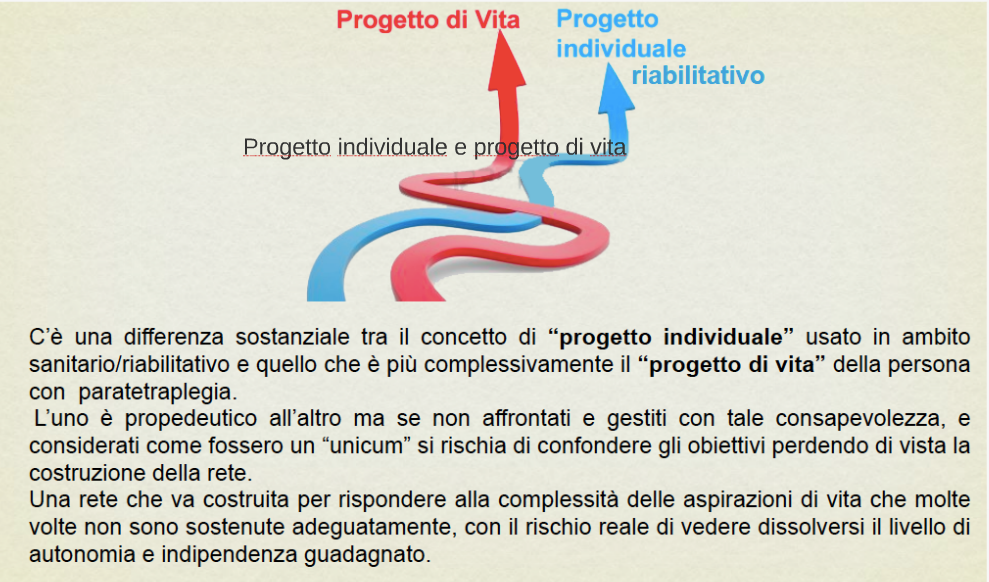 Progetto di Vita
Progetto
individuale
riabilitativo
Progetto individuale e progetto di vita
C’è una differenza sostanziale tra il concetto di “progetto individuale” usato in ambito
sanitario/riabilitativo e quello che è più complessivamente il “progetto di vita” della persona
con paratetraplegia.
L’uno è propedeutico all’altro ma se non affrontati e gestiti con tale consapevolezza, e
considerati come fossero un “unicum” si rischia di confondere gli obiettivi perdendo di vista la
costruzione della rete.
Una rete che va costruita per rispondere alla complessità delle aspirazioni di vita che molte
volte non sono sostenute adeguatamente, con il rischio reale di vedere dissolversi il livello di
autonomia e indipendenza guadagnato.